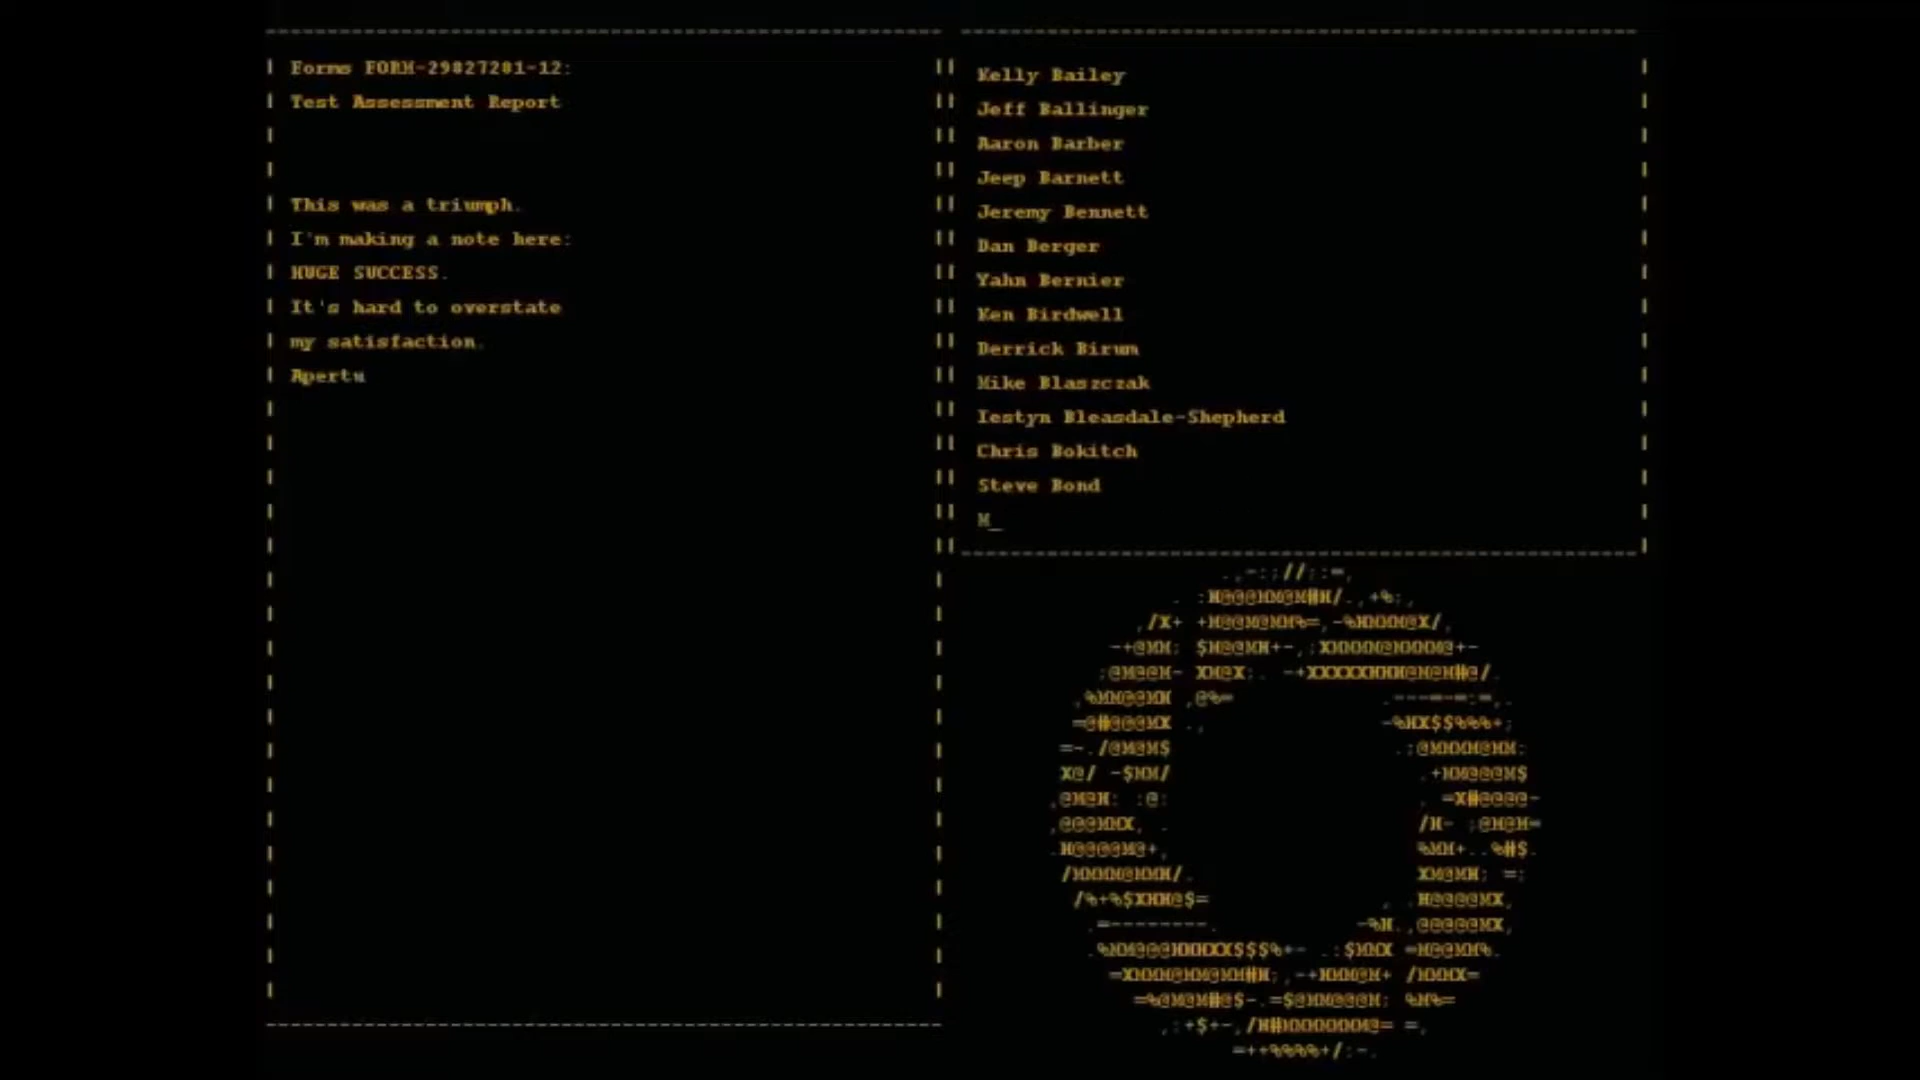 Forms FORM-29827281-12:
Test Assessment Report
This was a triumph.
I'm making a note here:
HUGE SUCCESS.
It's hard to overstate
my satisfaction.
Apertu
Kelly Bailey
Jeff Ballinger
Aaron Barber
Jeep Barnett
Jeremy Bennett
Dan Berger
Yahn Bernier
Ken Birdwell
Derrick Birum
Mike Blaszczak
Iestyn Bleasdale-Shepherd
Chris Bokitch
Steve Bond
M_